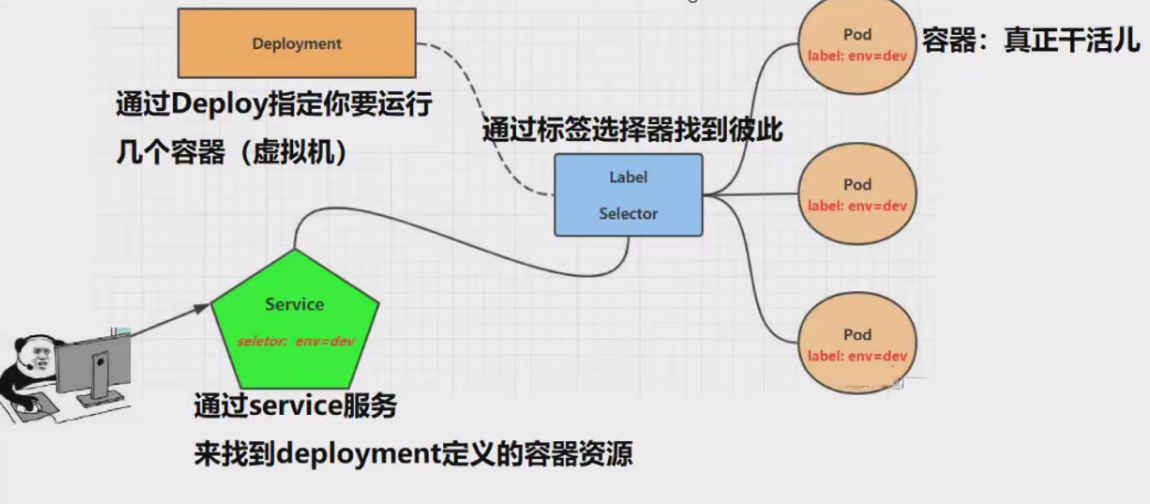 Deployment
通过Deploy指定你要运行
几个容器（虚拟机）
通过标签选择器找到彼此
Label
Selector
Pod
label: env=dev
容器：真正干活儿
Pod
label: env=dev
Pod
label: env=dev
Service
seletor: env=dev
通过service服务
来找到deployment定义的容器资源